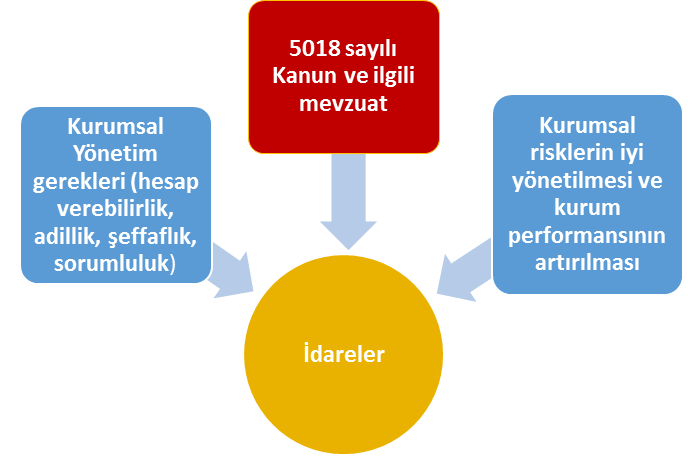 5018 sayılı
Kanun ve ilgili
mevzuat
Kurumsal
Yönetim
gerekleri (hesap
verebilirlik,
adillik, şeffaflık,
sorumluluk)
Kurumsal
risklerin iyi
yönetilmesi ve
kurum
performansının
artırılması
İdareler